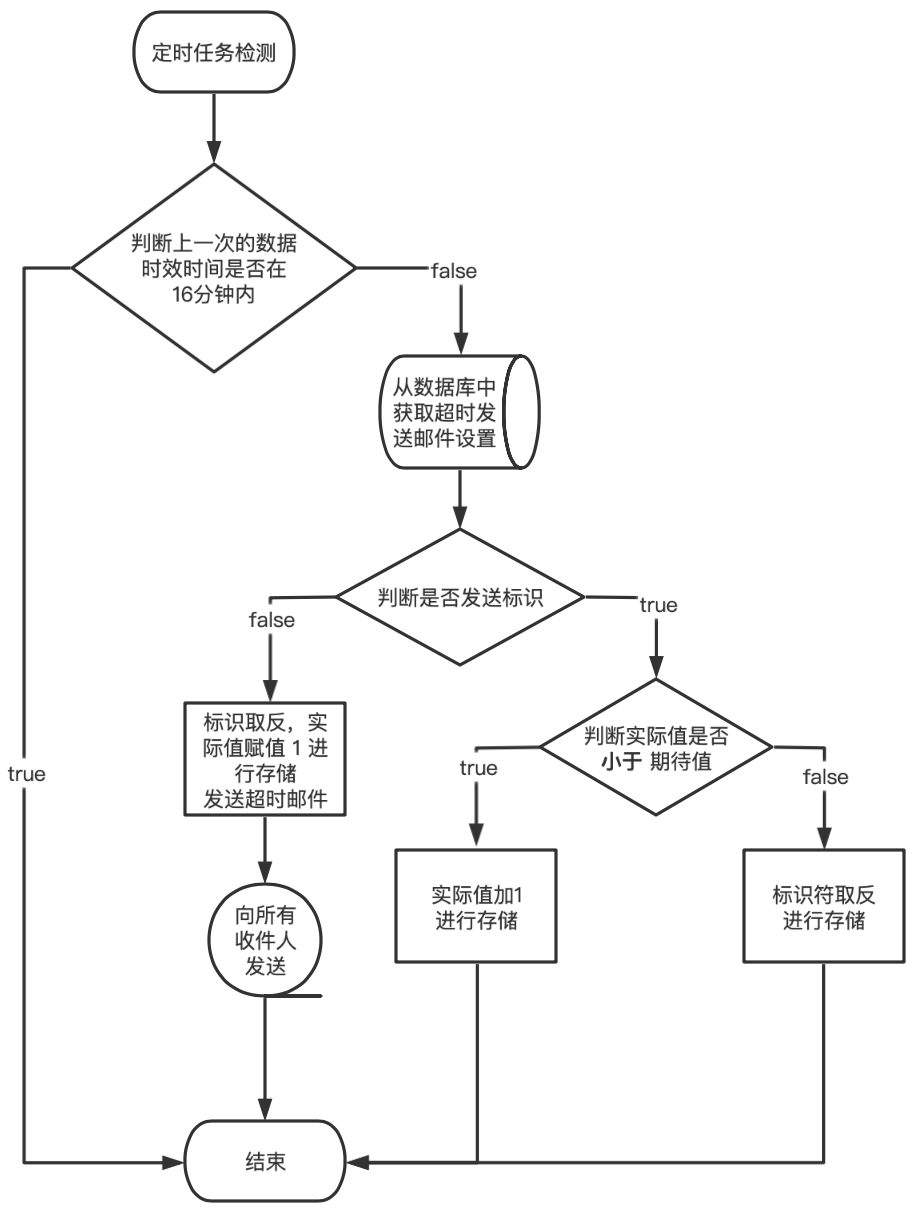 定时任务检测
判断上一次的数据
时效时间是否在
16分钟内
false
从数据库中
获取超时发
送邮件设置
判断是否发送标识
false
true
标识取反，实
际值赋值 1 进
行存储
发送超时邮件
判断实际值是否
小于 期待值
true
true
false
实际值加1
进行存储
标识符取反
进行存储
向所有
收件人
发送
结束